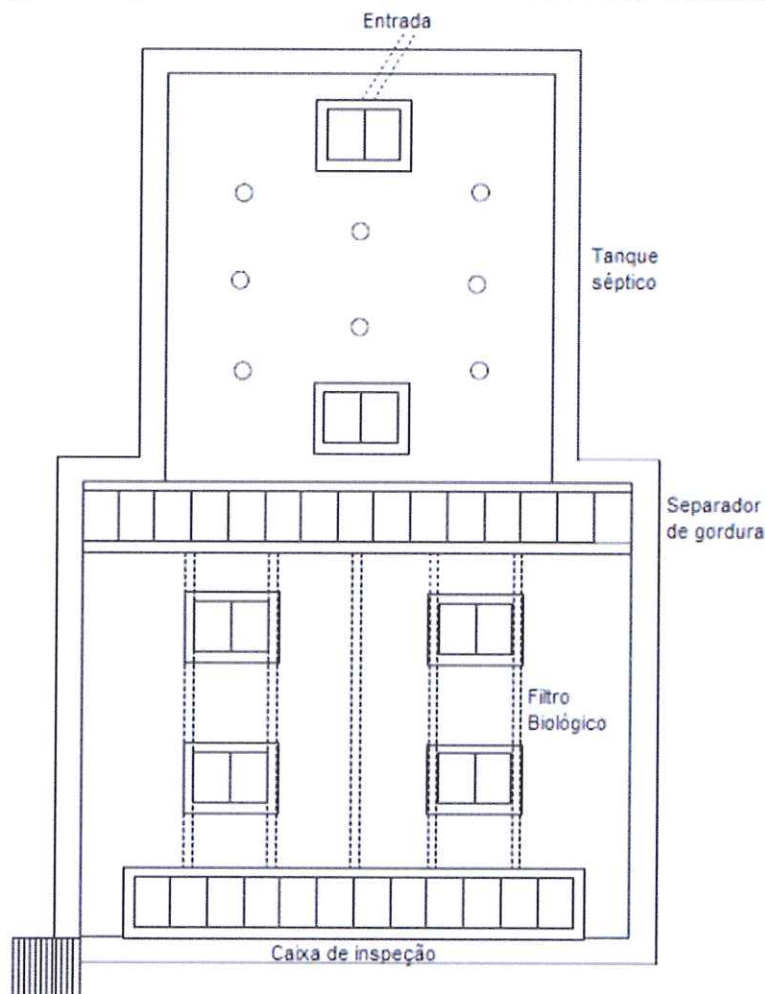 Entrada
Tanque
séptico
Separador
de gordura
Filtro
Biológico
Caixa de inspeção